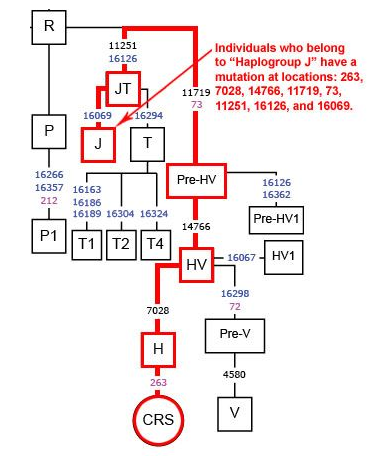 R
11251
16126
Individuals who belong
to "Haplogroup J" have a
mutation at locations: 263,
7028, 14766, 11719, 73,
11251, 16126, and 16069.
JT
11719
73
16069
16294
P
J
T
16266
16357
212
16163
16186
16189
16304
16324
Pre-HV
16126
16362
Pre-HV1
14766
P1
T1
T2
T4
HV
16067
HV1
16298
72
7028
Pre-V
H
4580
263
CRS
V